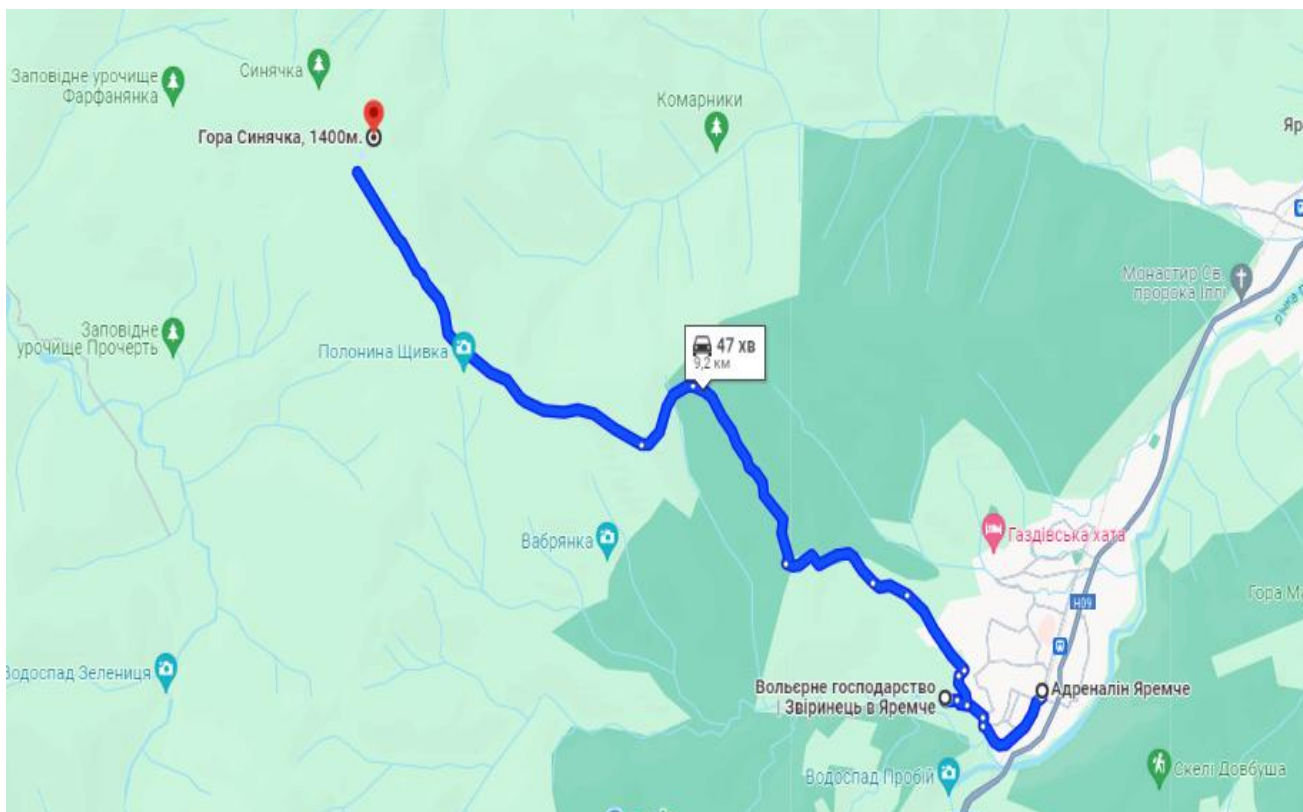 Синячка
Заповідне урочище
Фарфанянка
Комарники
Гора Синячка, 1400м.
Яр
Монастир Св.
пророка Іллі
Заповідне
урочище Прочерть
Полонина Щивка
47 хв
9,2 км
Вабрянка
Газдівська хата
Н09
Гора Ма
Водоспад Зелениця
Вольєрне господарство
Звіринець в Яремче
Адреналін Яремче
Водоспад Пробій
Скелі Довбуша